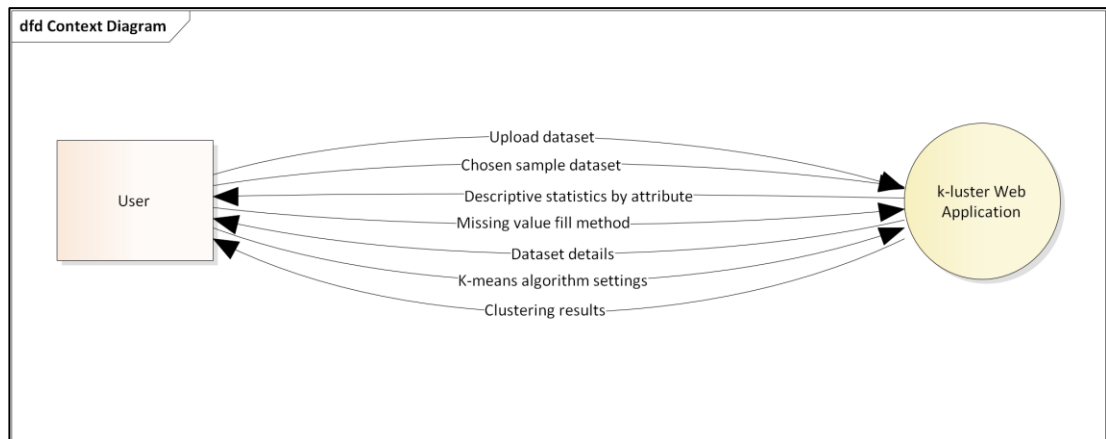 dfd Context Diagram
User
Upload dataset
Chosen sample dataset
Descriptive statistics by attribute
Missing value fill method
Dataset details
K-means algorithm settings
Clustering results
k-luster Web
Application